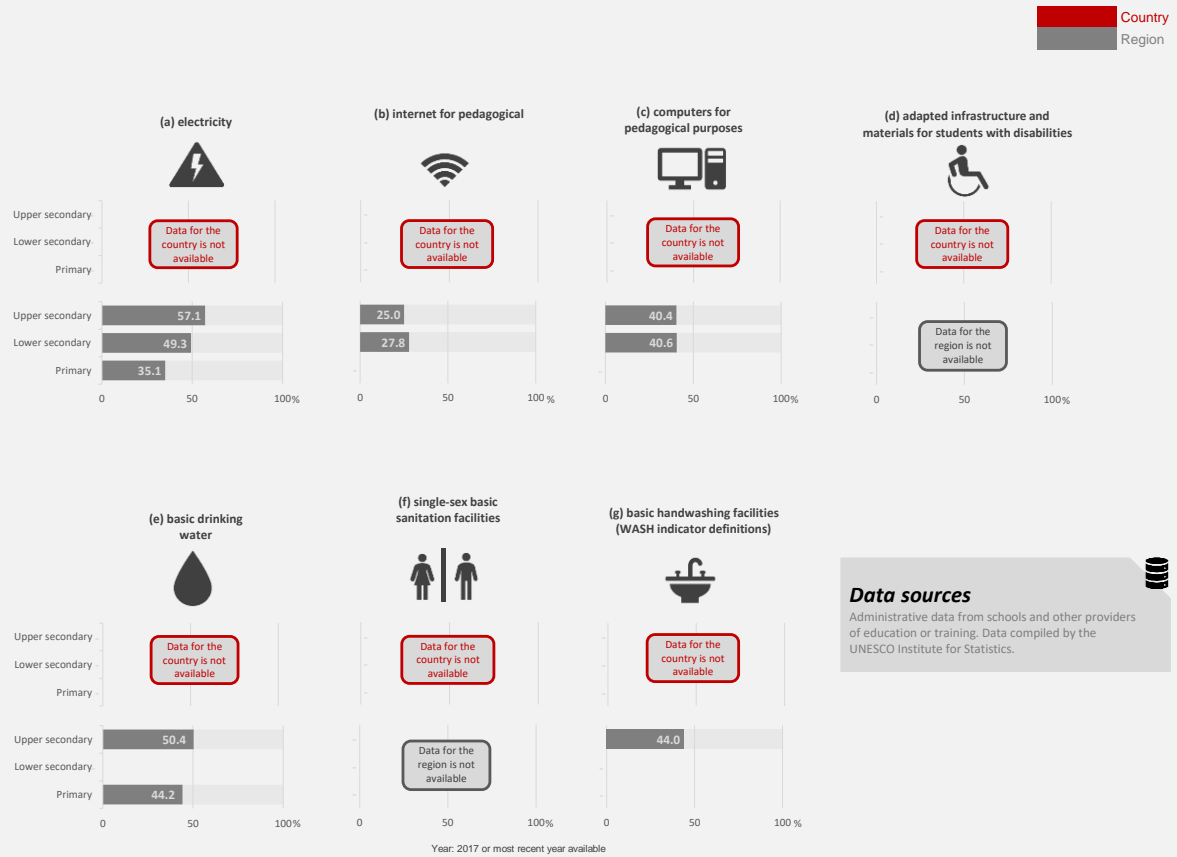 Country
Region
(a) electricity
(b) internet for pedagogical
(c) computers for
pedagogical purposes
(d) adapted infrastructure and
materials for students with disabilities
Upper secondary
Lower secondary
Primary
Data for the
country is not
available
Data for the
country is not
available
Data for the
country is not
available
Data for the
country is not
available
Upper secondary
57.1
25.0
40.4
Lower secondary
49.3
27.8
40.6
Primary
35.1
Data for the
region is not
available
0 50 100%
0 50 100 %
0 50 100%
0 50 100%
(e) basic drinking
water
(f) single-sex basic
sanitation facilities
(g) basic handwashing facilities
(WASH indicator definitions)
Data sources
Administrative data from schools and other providers
of education or training. Data compiled by the
UNESCO Institute for Statistics.
Upper secondary
Lower secondary
Primary
Data for the
country is not
available
Data for the
country is not
available
Data for the
country is not
available
Upper secondary
50.4
44.0
Lower secondary
Primary
44.2
Data for the
region is not
available
0 50 100%
0 50 100 %
0 50 100 %
Year: 2017 or most recent year available